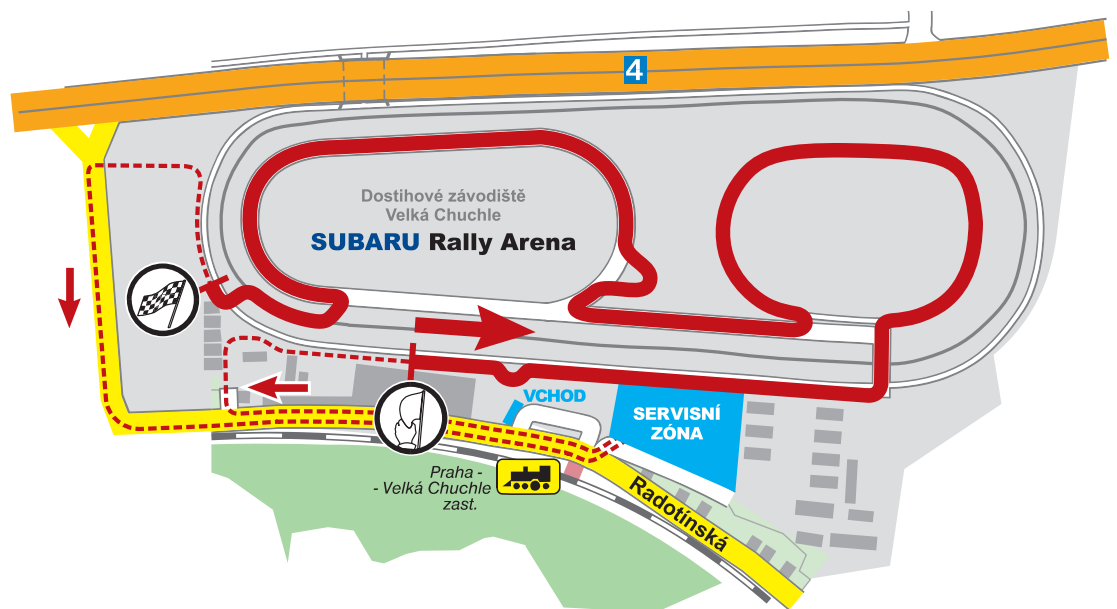 4
Dostihové závodiště
Velká Chuchle
SUBARU Rally Arena
VCHOD
SERVISNÍ
ZÓNA
Praha -
- Velká Chuchle
zast.
Radotínská